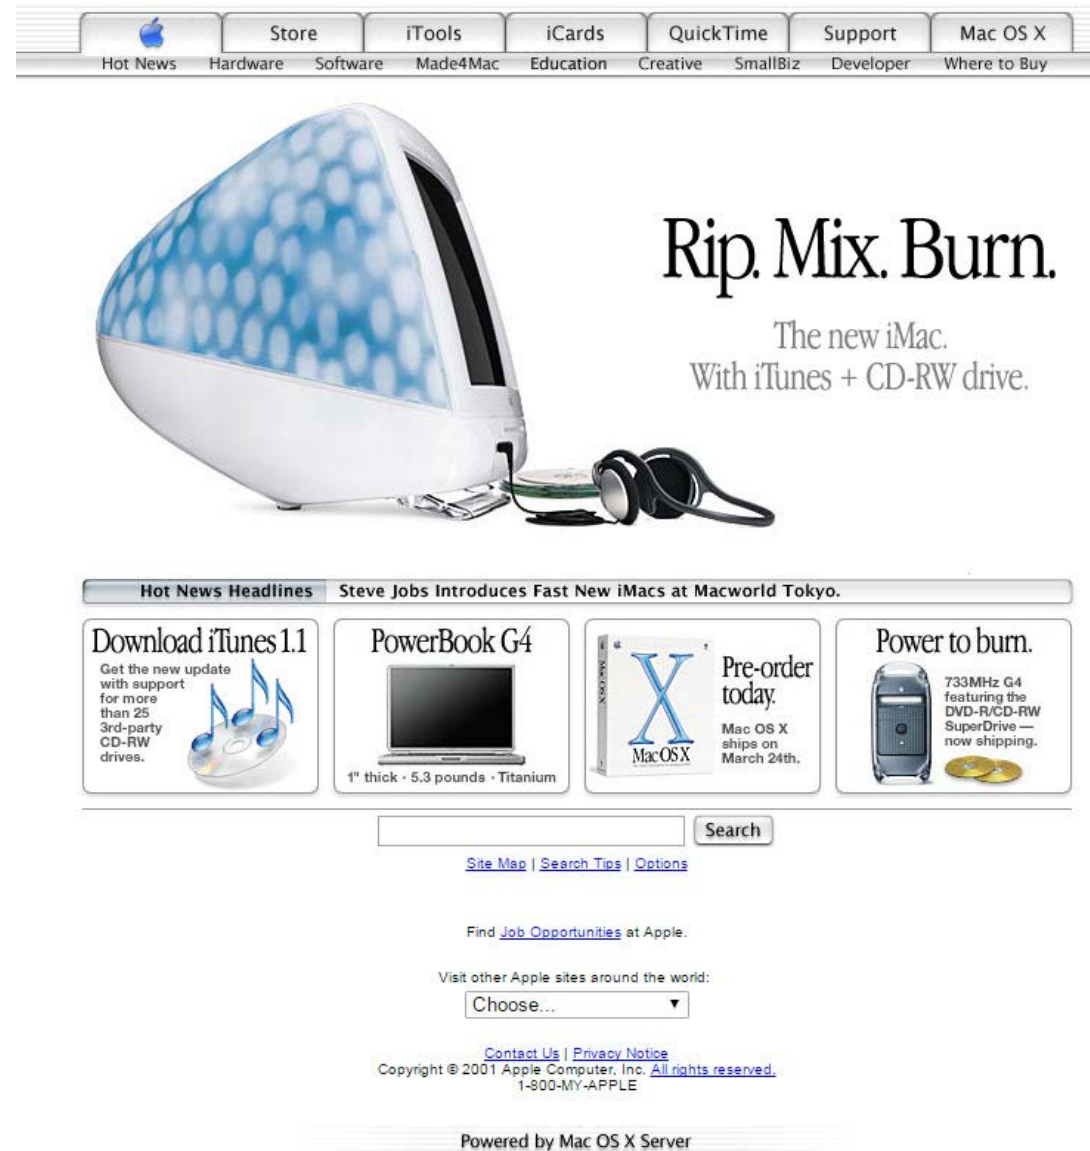 Store iTools iCards QuickTime Support Mac OS X
Hot News Hardware Software Made4Mac Education Creative SmallBiz Developer Where to Buy
Rip. Mix. Burn.
The new iMac.
With iTunes + CD-RW drive.
Hot News Headlines Steve Jobs Introduces Fast New iMacs at Macworld Tokyo.
Download iTunes 1.1
Get the new update
with support
for more
than 25
3rd-party
CD-RW
drives.
PowerBook G4
1" thick · 5.3 pounds · Titanium
Mac OS X
X
Mac OS X
Pre-order
today.
Mac OS X
ships on
March 24th.
Power to burn.
733MHz G4
featuring the
DVD-R/CD-RW
SuperDrive —
now shipping.
Search
Site Map | Search Tips | Options
Find Job Opportunities at Apple.
Visit other Apple sites around the world:
Choose...
Contact Us | Privacy Notice
Copyright © 2001 Apple Computer, Inc. All rights reserved.
1-800-MY-APPLE
Powered by Mac OS X Server